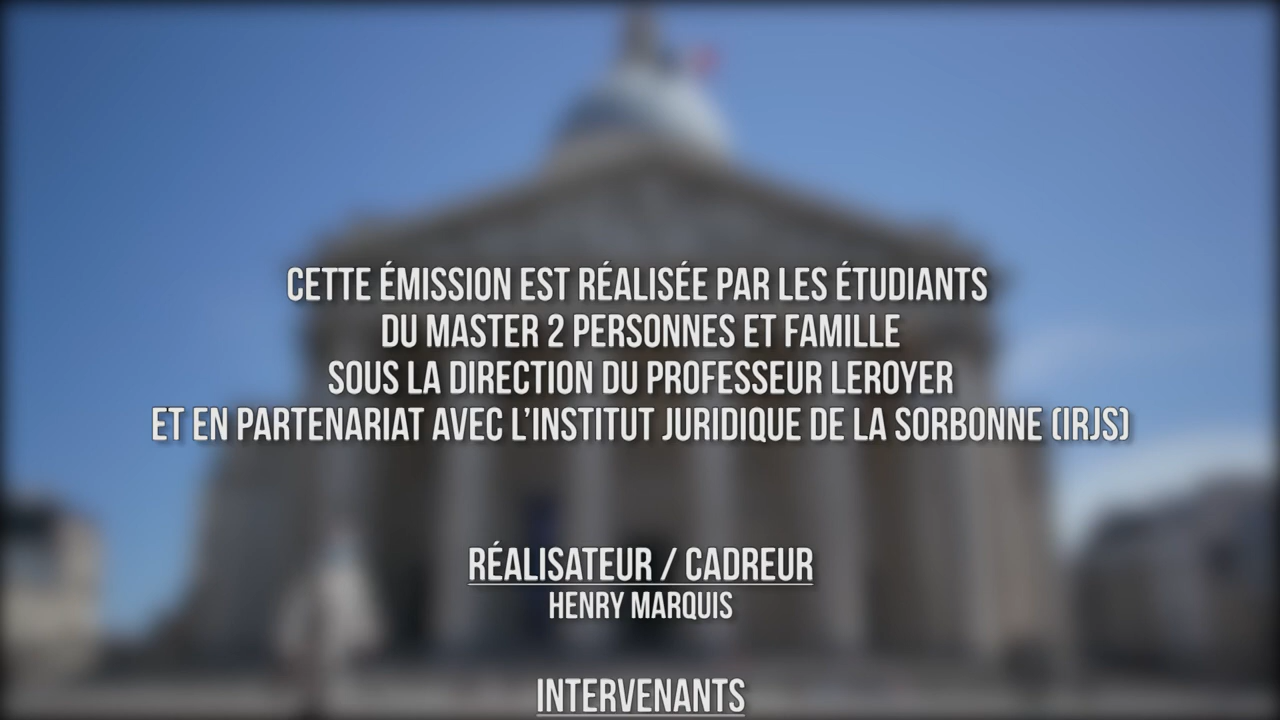 CETTE ÉMISSION EST RÉALISÉE PAR LES ÉTUDIANTS
DU MASTER 2 PERSONNES ET FAMILLE
SOUS LA DIRECTION DU PROFESSEUR LEROYER
ET EN PARTENARIAT AVEC L'INSTITUT JURIDIQUE DE LA SORBONNE (IRJS)
RÉALISATEUR / CADREUR
HENRY MARQUIS
INTERVENANTS